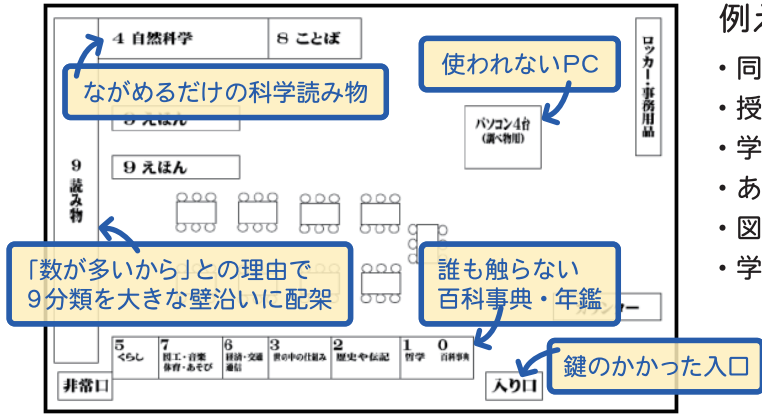 4 自然科学
8 ことば
ながめるだけの科学読み物
使われないPC
ロッカー・事務用品
9 えほん
パソコン4台
(調べ物用)
9 えほん
9 読み物
「数が多いから」との理由で
9分類を大きな壁沿いに配架
誰も触らない
百科事典・年鑑
カウンター
5
くらし
7
図工・音楽
体育・あそび
6
経済・交通
通信
3
世の中の仕組み
2
歴史や伝記
1
哲学
0
百科事典
非常口
入り口
鍵のかかった入口
例え
・同
・授
・学
・あ
・図
・学